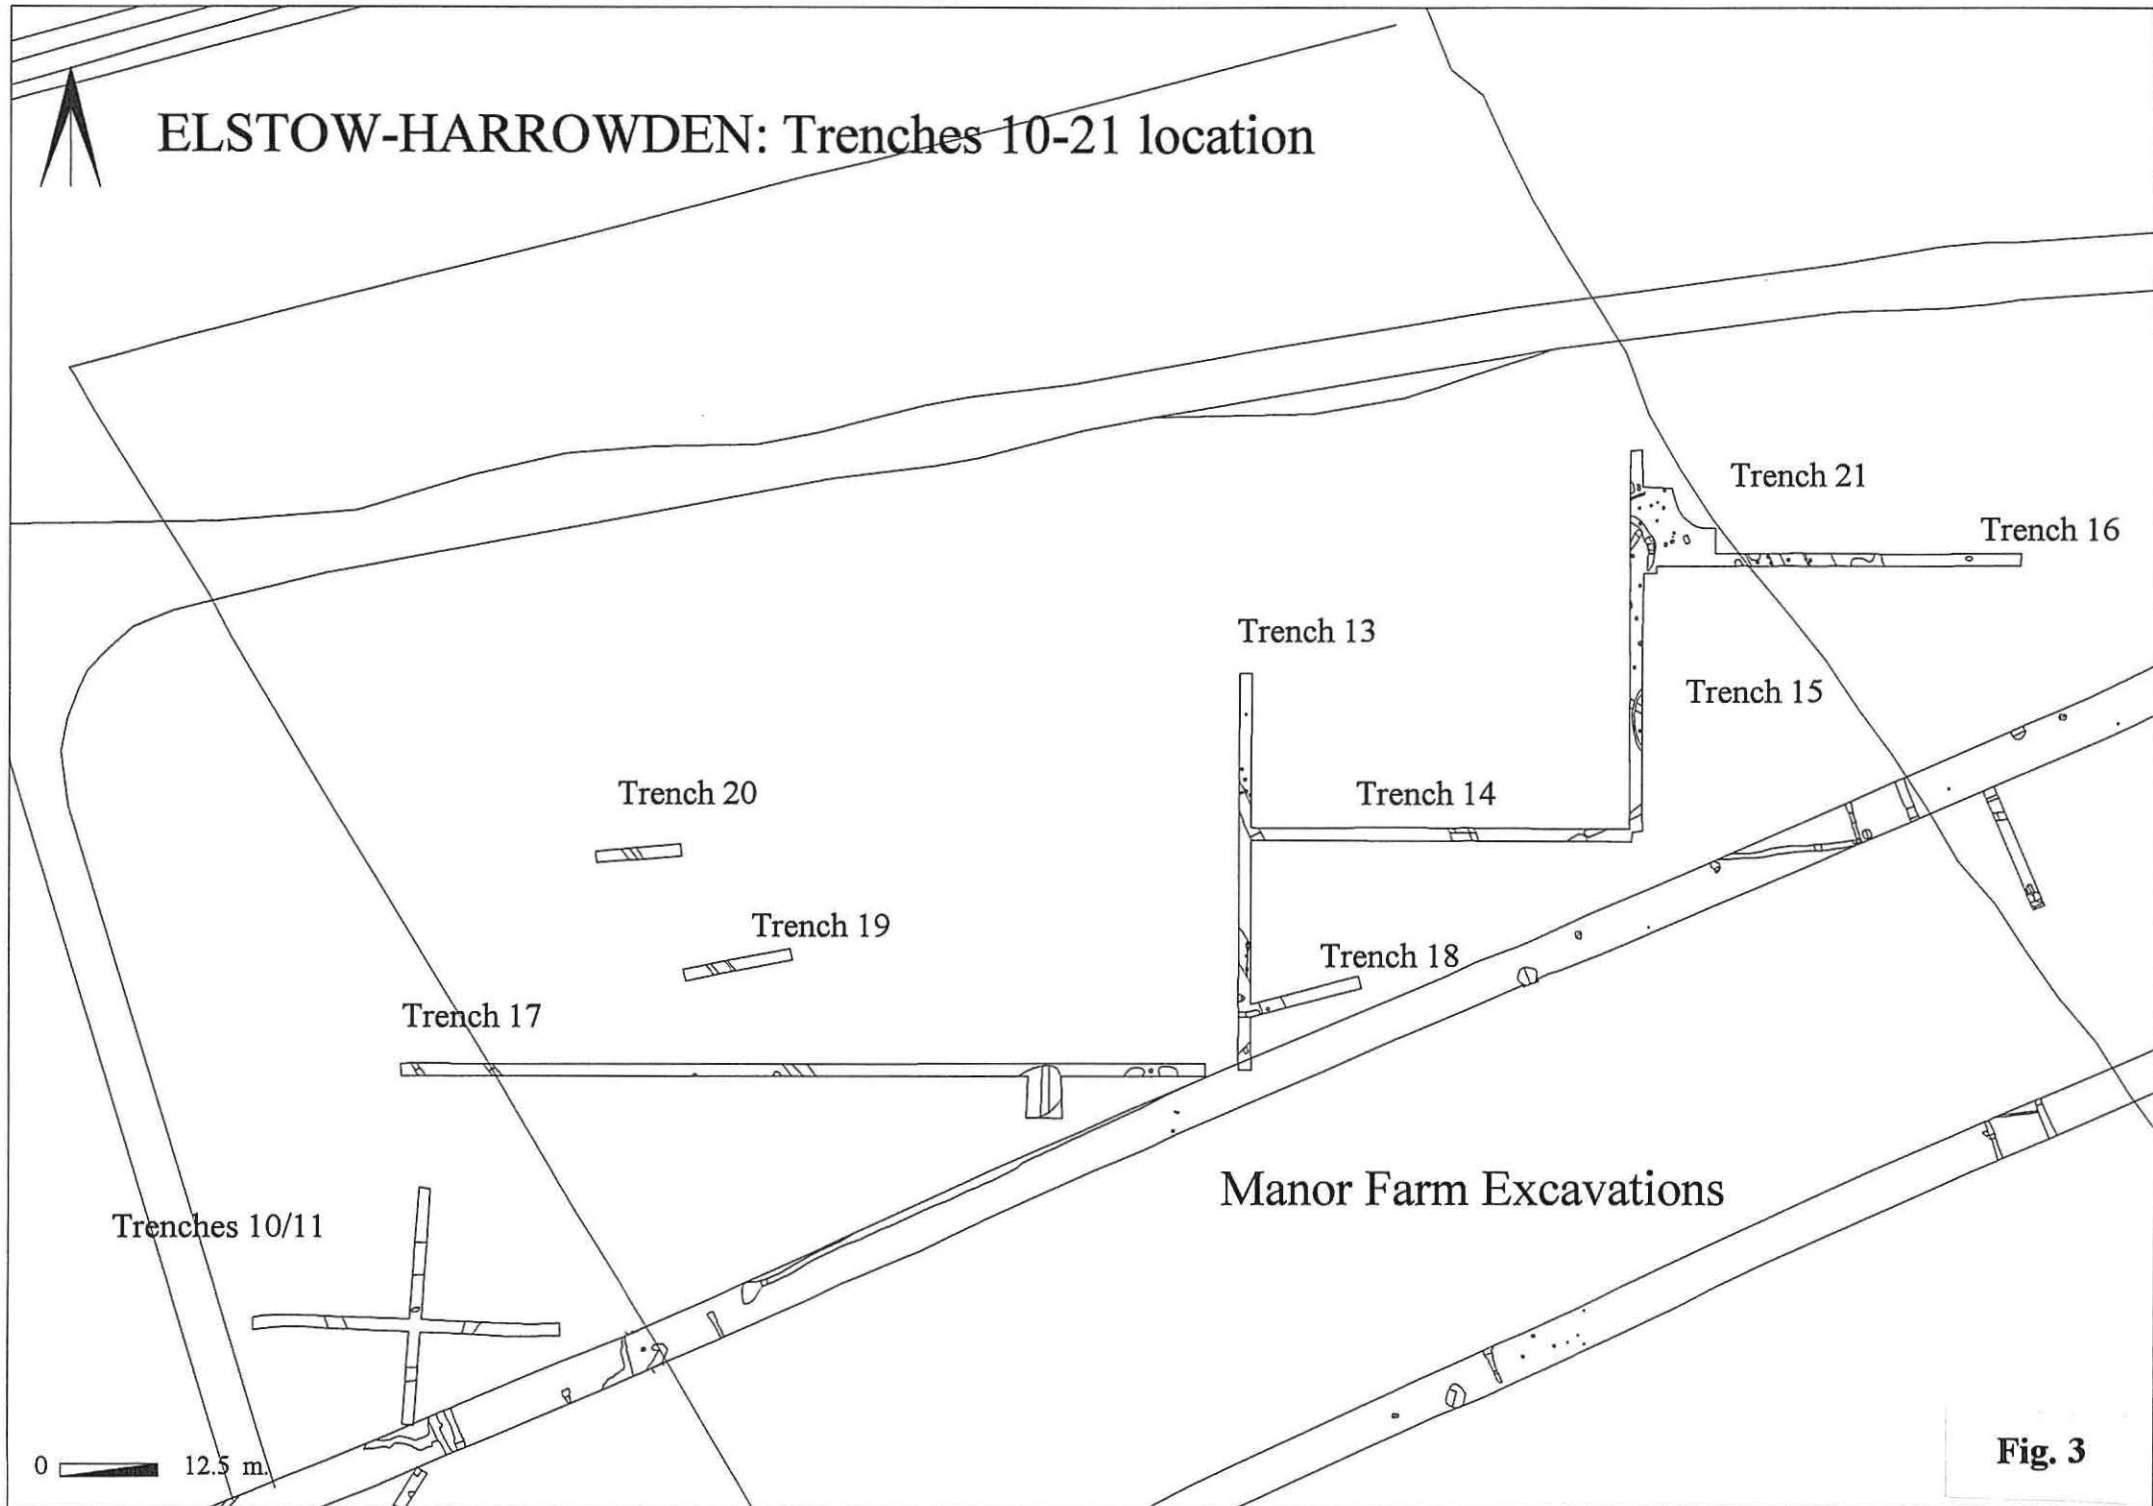 ELSTOW-HARROWDEN: Trenches 10-21 location
Trench 21
Trench 16
Trench 13
Trench 15
Trench 20
Trench 14
Trench 19
Trench 18
Trench 17
Manor Farm Excavations
Trenches 10/11
0 12.5 m.
Fig. 3